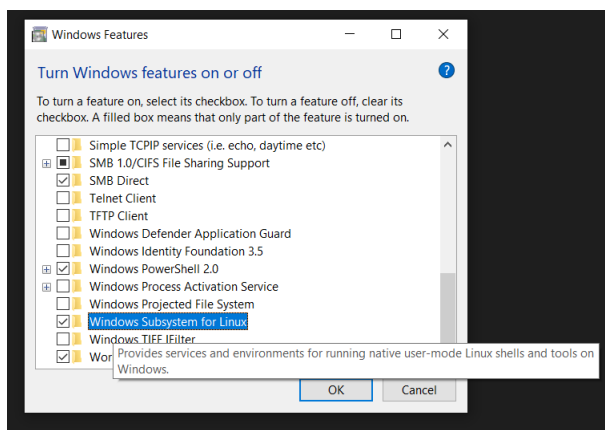 Windows Features
Turn Windows features on or off
To turn a feature on, select its checkbox. To turn a feature off, clear its
checkbox. A filled box means that only part of the feature is turned on.
Simple TCPIP services (i.e. echo, daytime etc)
SMB 1.0/CIFS File Sharing Support
SMB Direct
Telnet Client
TFTP Client
Windows Defender Application Guard
Windows Identity Foundation 3.5
Windows PowerShell 2.0
Windows Process Activation Service
Windows Projected File System
Windows Subsystem for Linux
Windows TIFF IFilter
Wor
Provides services and environments for running native user-mode Linux shells and tools on
Windows.
OK Cancel